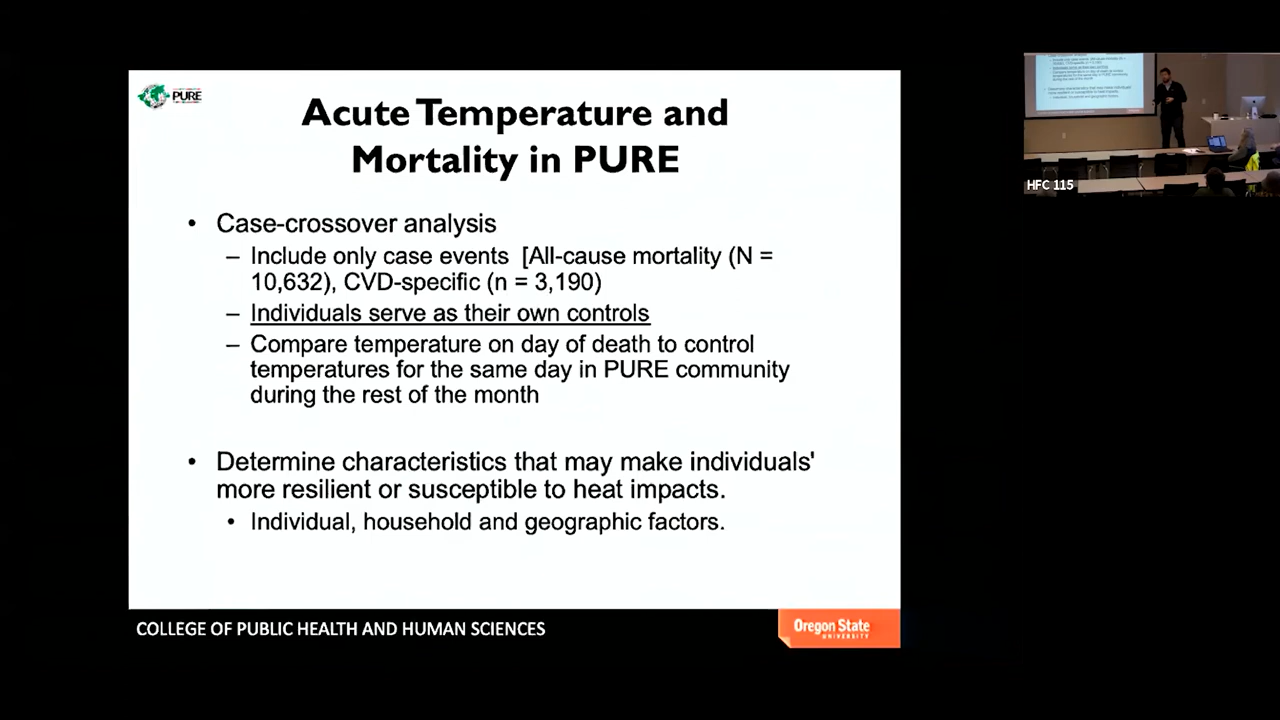 PURE
Acute Temperature and
Mortality in PURE
• Case-crossover analysis
– Include only case events [All-cause mortality (N =
10,632), CVD-specific (n = 3,190)
– Individuals serve as their own controls
– Compare temperature on day of death to control
temperatures for the same day in PURE community
during the rest of the month
• Determine characteristics that may make individuals'
more resilient or susceptible to heat impacts.
• Individual, household and geographic factors.
COLLEGE OF PUBLIC HEALTH AND HUMAN SCIENCES
Oregon State
UNIVERSITY
HFC 115